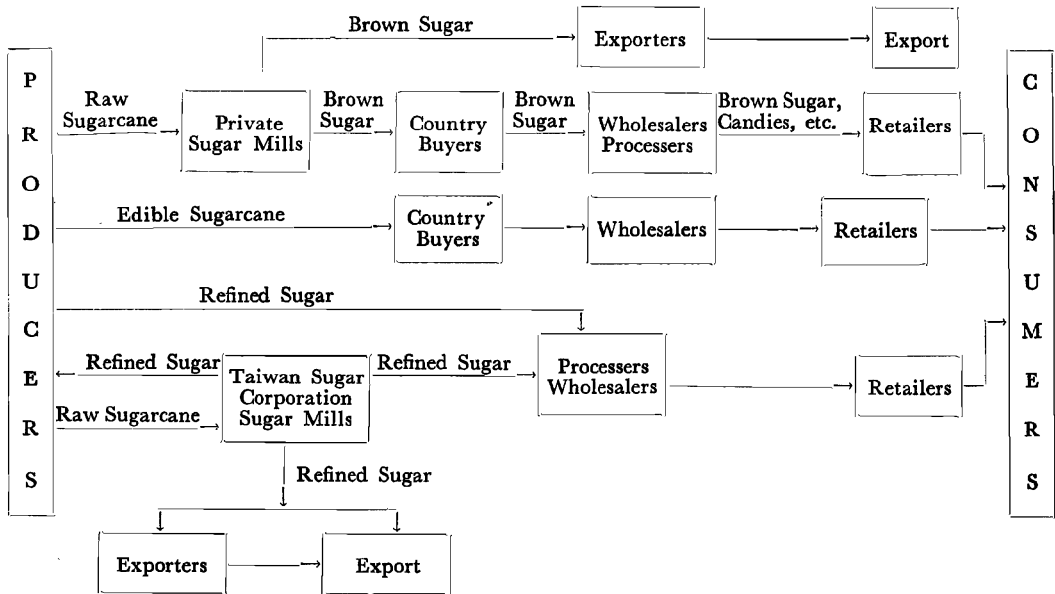 Brown Sugar
Exporters
Export
PRODUCERS
CONSUMERS
Raw
Sugarcane
Private
Sugar Mills
Brown
Sugar
Country
Buyers
Brown
Sugar
Wholesalers
Processers
Brown Sugar,
Candies, etc.
Retailers
Edible Sugarcane
Country
Buyers
Wholesalers
Retailers
Refined Sugar
Refined Sugar
Taiwan Sugar
Corporation
Sugar Mills
Refined Sugar
Processers
Wholesalers
Retailers
Raw Sugarcane
Refined Sugar
Exporters
Export